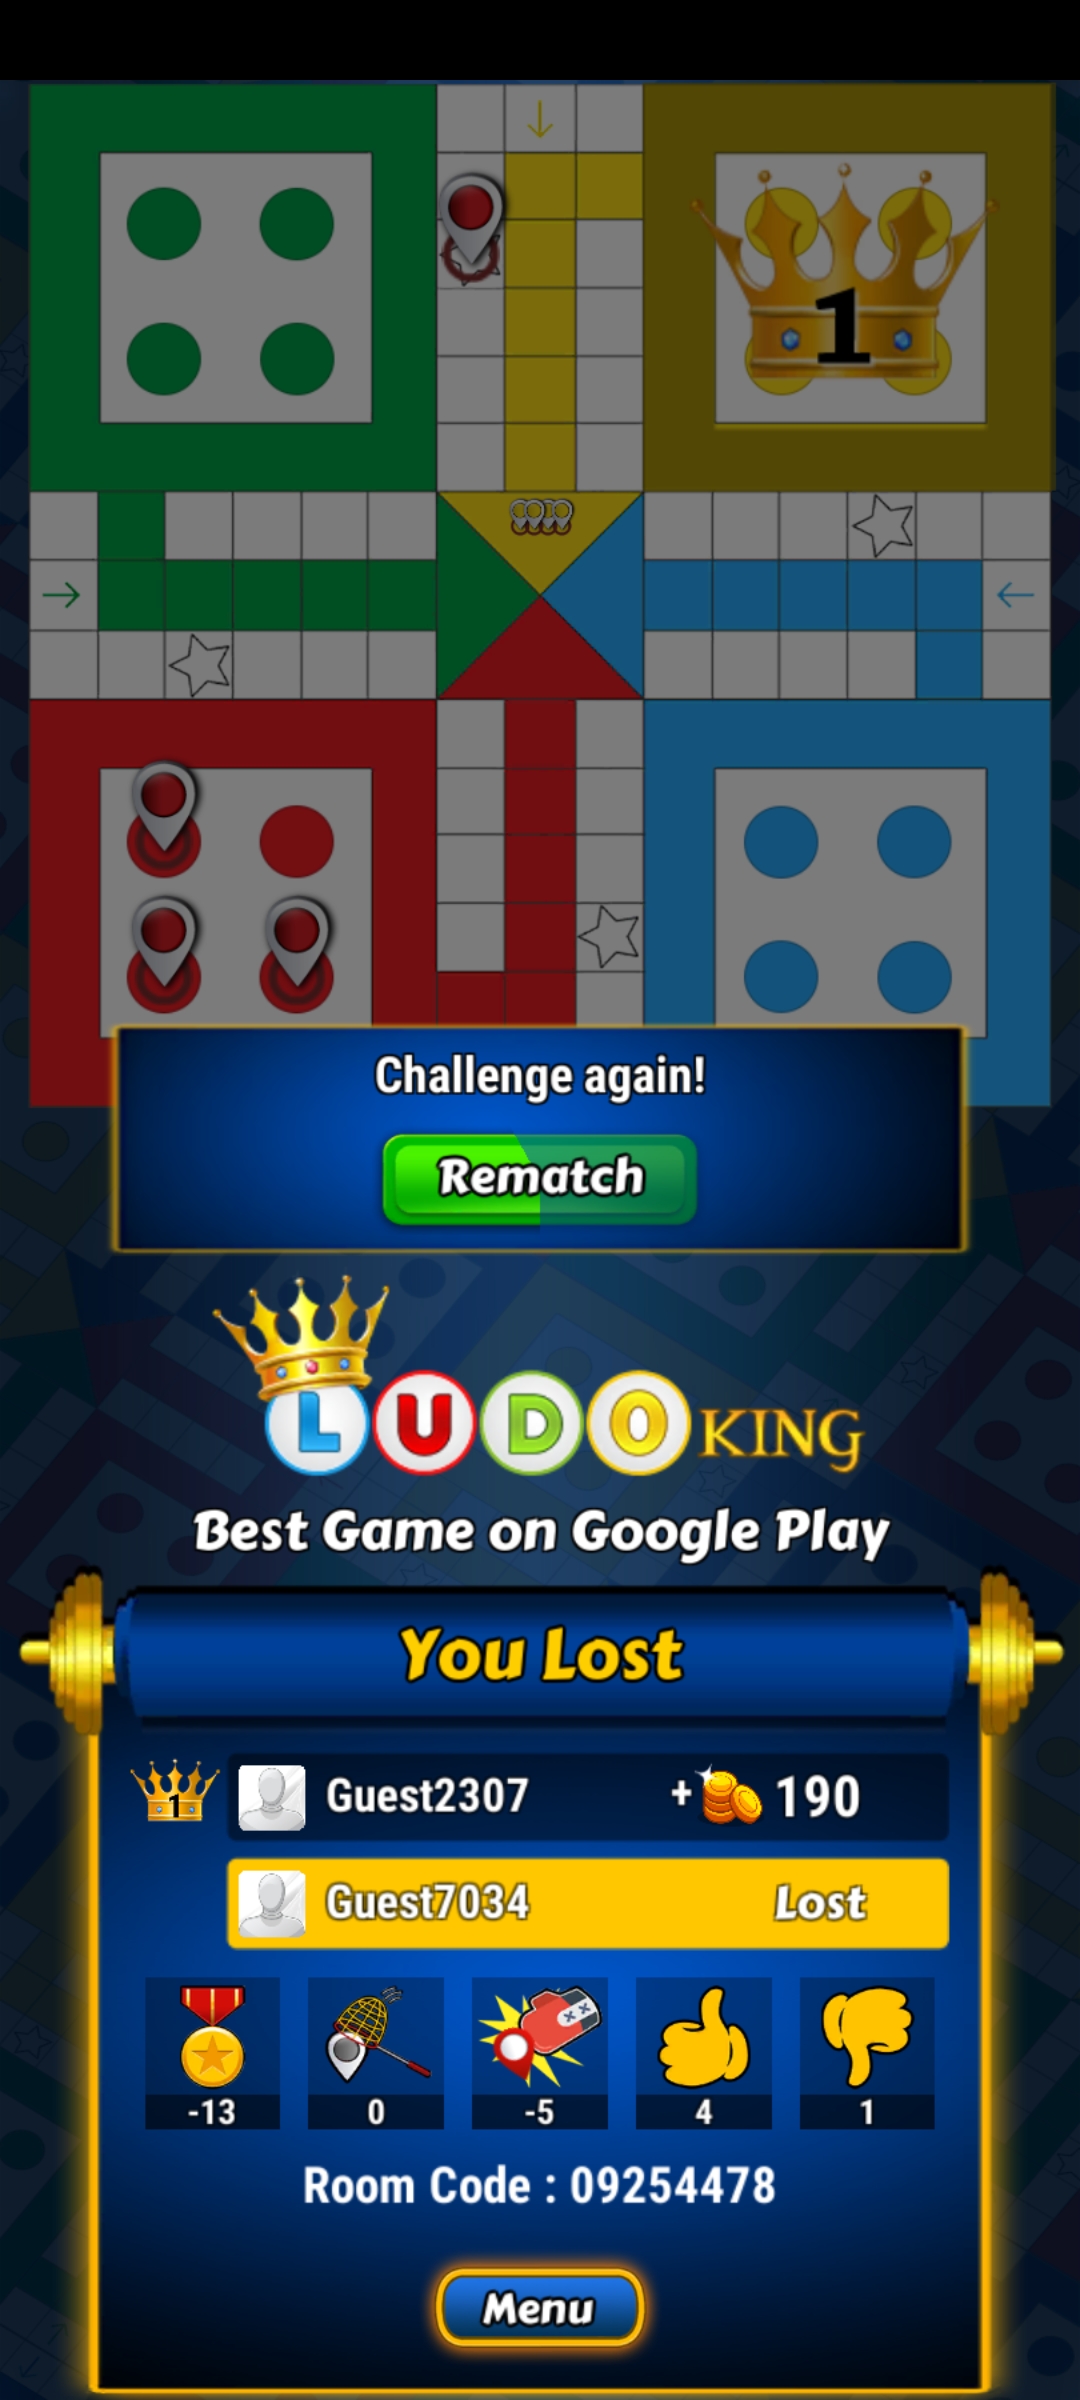 1
Challenge again!
Rematch
LUDO KING
Best Game on Google Play
You Lost
1 Guest2307 + 190
Guest7034 Lost
-13 0 -5 4 1
Room Code : 09254478
Menu